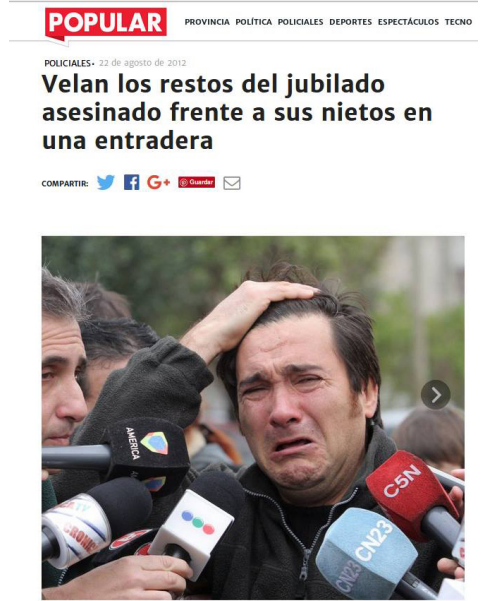 POPULAR PROVINCIA POLÍTICA POLICIALES DEPORTES ESPECTÁCULOS TECNO
POLICIALES• 22 de agosto de 2012
Velan los restos del jubilado
asesinado frente a sus nietos en
una entradera
COMPARTIR: Guardar
AMERICA
C5N
CN23
CN23